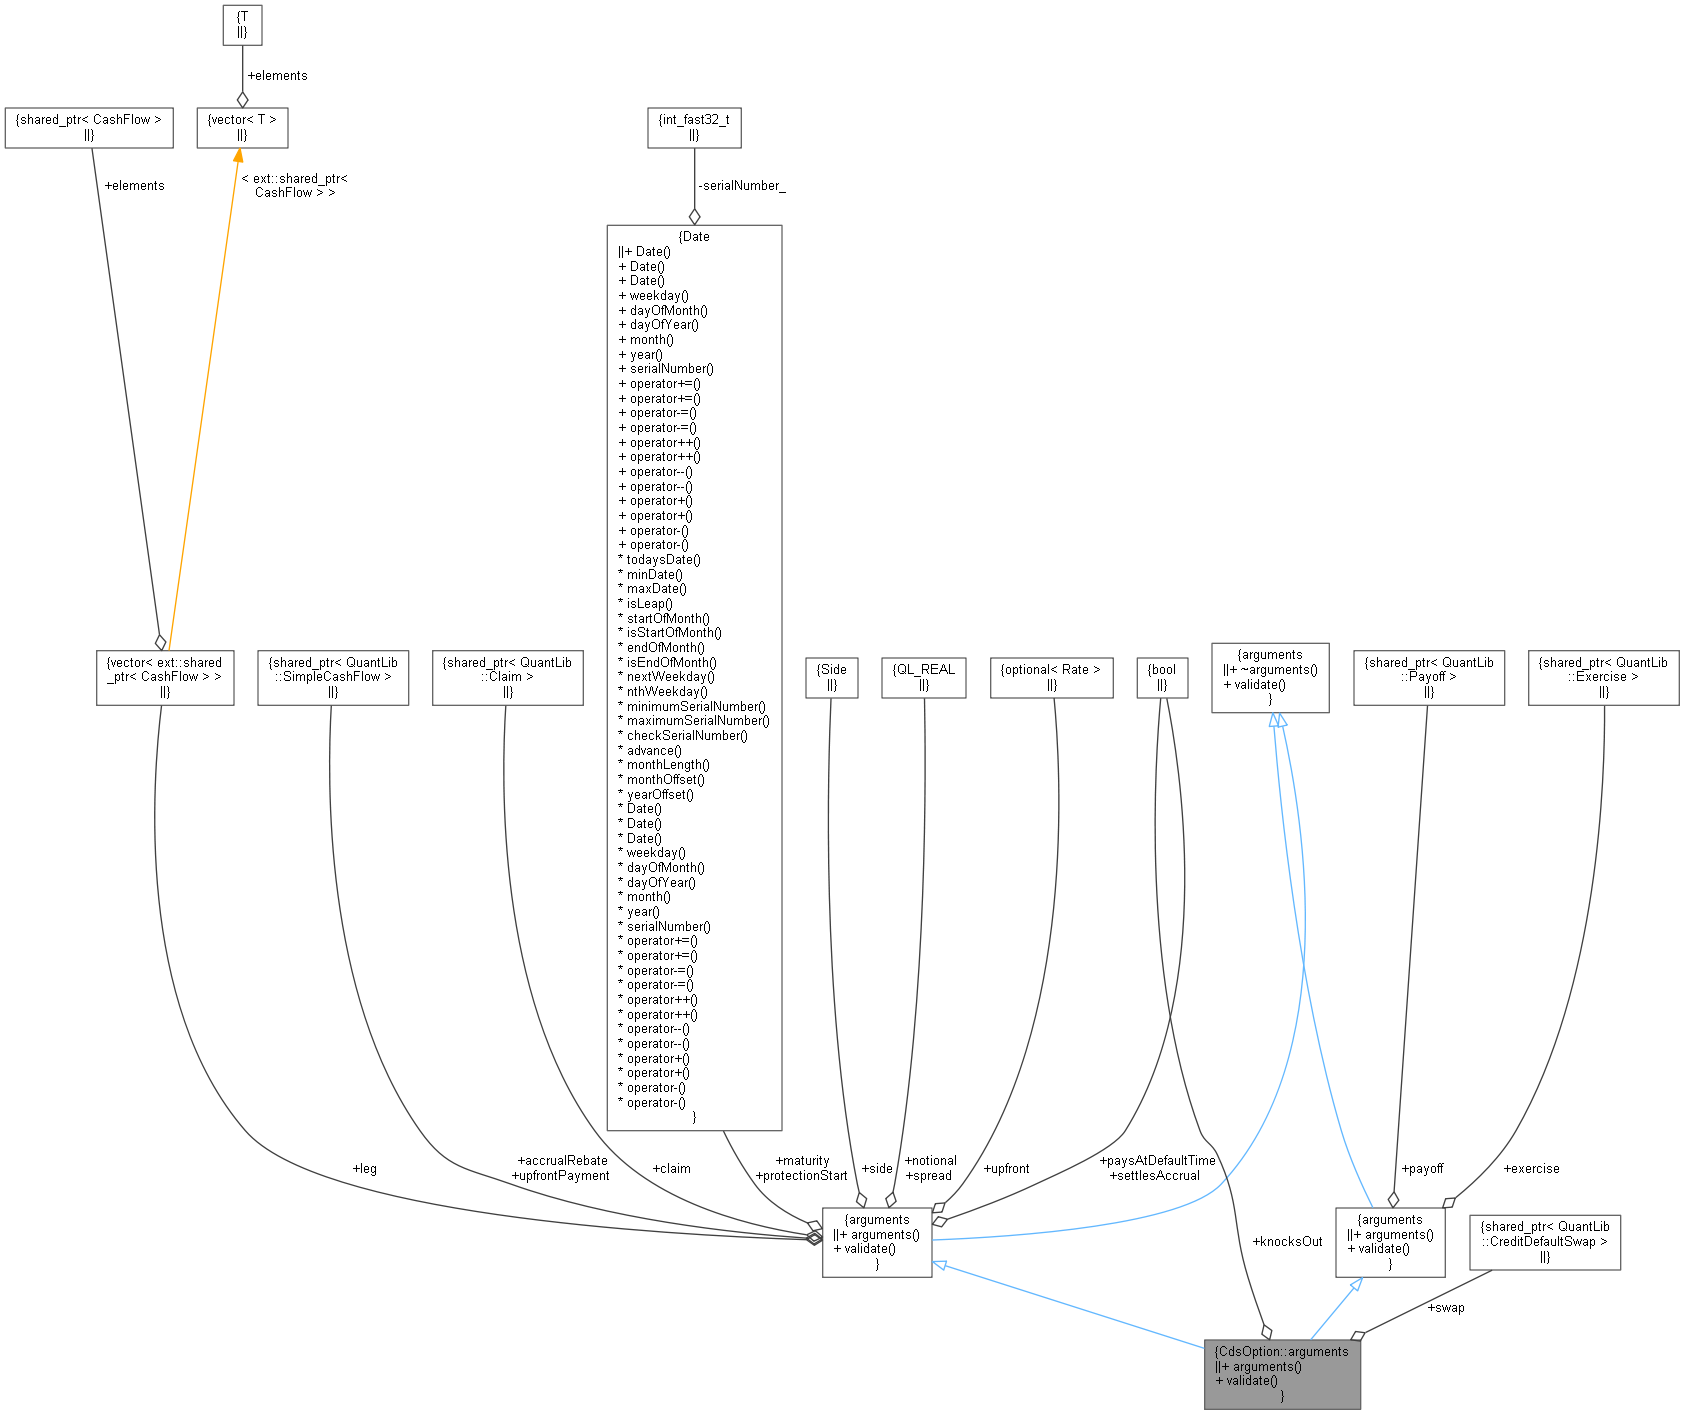 {T
||}
+elements
{shared_ptr< CashFlow >
||}
{vector< T >
||}
{int_fast32_t
||}
+elements
< ext::shared_ptr<
CashFlow > >
-serialNumber_
{Date
||+ Date()
+ Date()
+ Date()
+ weekday()
+ dayOfMonth()
+ dayOfYear()
+ month()
+ year()
+ serialNumber()
+ operator+=()
+ operator+=()
+ operator-=()
+ operator-=()
+ operator++()
+ operator++()
+ operator--()
+ operator--()
+ operator+()
+ operator+()
+ operator-()
+ operator-()
* todaysDate()
* minDate()
* maxDate()
* isLeap()
* startOfMonth()
* isStartOfMonth()
* endOfMonth()
* isEndOfMonth()
* nextWeekday()
* nthWeekday()
* minimumSerialNumber()
* maximumSerialNumber()
* checkSerialNumber()
* advance()
* monthLength()
* monthOffset()
* yearOffset()
* Date()
* Date()
* Date()
* weekday()
* dayOfMonth()
* dayOfYear()
* month()
* year()
* serialNumber()
* operator+=()
* operator+=()
* operator-=()
* operator-=()
* operator++()
* operator++()
* operator--()
* operator--()
* operator+()
* operator+()
* operator-()
* operator-()
}
{vector< ext::shared
_ptr< CashFlow > >
||}
{shared_ptr< QuantLib
::SimpleCashFlow >
||}
{shared_ptr< QuantLib
::Claim >
||}
{Side
||}
{QL_REAL
||}
{optional< Rate >
||}
{bool
||}
{arguments
||+ ~arguments()
+ validate()
}
{shared_ptr< QuantLib
::Payoff >
||}
{shared_ptr< QuantLib
::Exercise >
||}
+leg
+accrualRebate
+upfrontPayment
+claim
+maturity
+protectionStart
+side
+notional
+spread
+upfront
+paysAtDefaultTime
+settlesAccrual
+payoff
+exercise
{arguments
||+ arguments()
+ validate()
}
+knocksOut
{arguments
||+ arguments()
+ validate()
}
{shared_ptr< QuantLib
::CreditDefaultSwap >
||}
+swap
{CdsOption::arguments
||+ arguments()
+ validate()
}